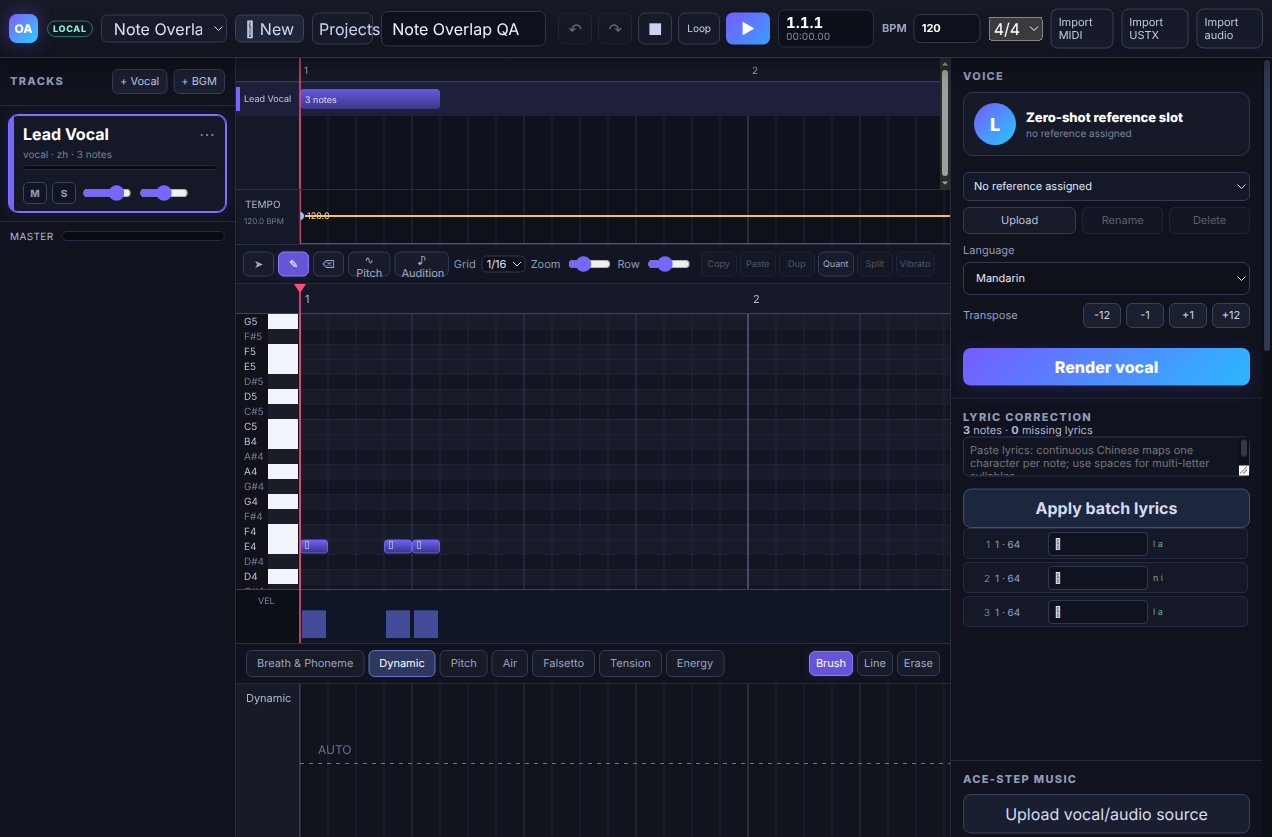 OA
LOCAL
Note Overla
New
Projects
Note Overlap QA
Loop
1.1.1
00:00.00
BPM
120
4/4
Import MIDI
Import USTX
Import audio
TRACKS
+ Vocal
+ BGM
Lead Vocal
vocal · zh · 3 notes
M
S
MASTER
1
2
Lead Vocal
3 notes
TEMPO
120.0 BPM
120.0
Pitch
Audition
Grid
1/16
Zoom
Row
Copy
Paste
Dup
Quant
Split
Vibrato
1
2
G5
F#5
F5
E5
D#5
D5
C#5
C5
B4
A#4
A4
G#4
G4
F#4
F4
E4
D#4
D4
VEL
Breath & Phoneme
Dynamic
Pitch
Air
Falsetto
Tension
Energy
Brush
Line
Erase
Dynamic
AUTO
VOICE
L
Zero-shot reference slot
no reference assigned
No reference assigned
Upload
Rename
Delete
Language
Mandarin
Transpose
-12
-1
+1
+12
Render vocal
LYRIC CORRECTION
3 notes · 0 missing lyrics
Paste lyrics: continuous Chinese maps one
character per note; use spaces for multi-letter
syllables
Apply batch lyrics
1 1 · 64
la
2 1 · 64
ni
3 1 · 64
la
ACE-STEP MUSIC
Upload vocal/audio source